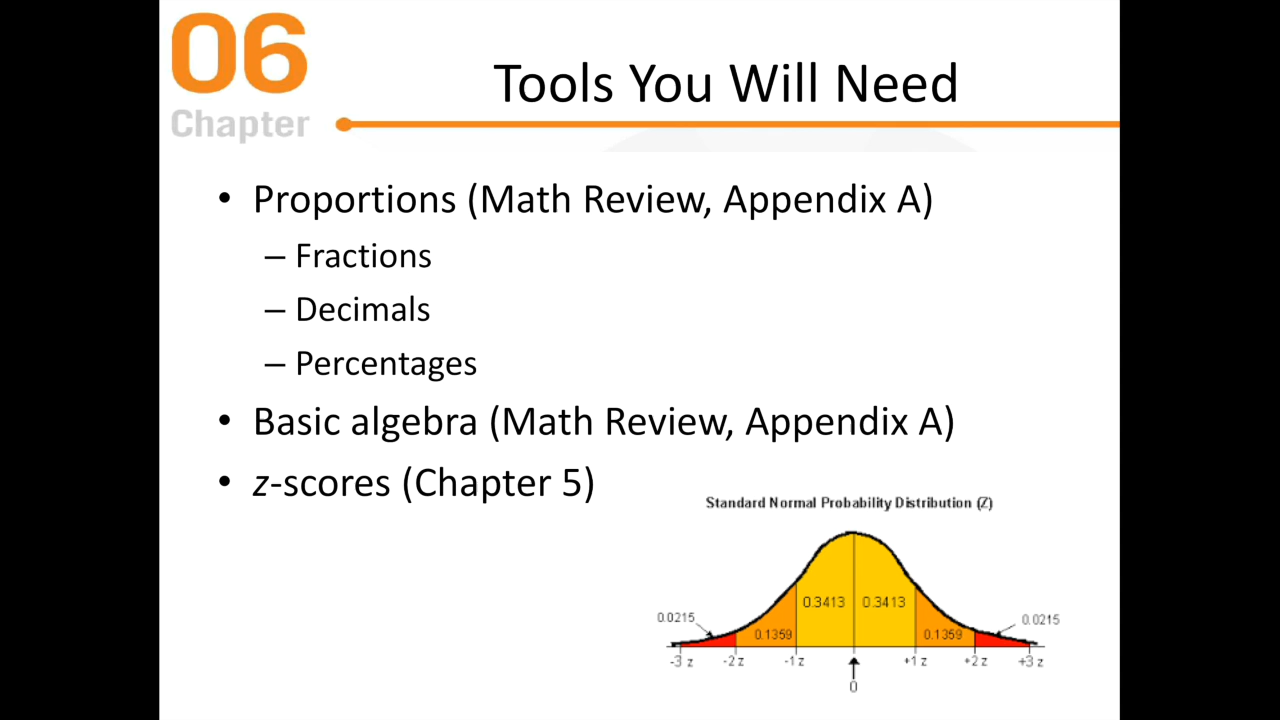 06
Chapter
Tools You Will Need
• Proportions (Math Review, Appendix A)
– Fractions
– Decimals
– Percentages
• Basic algebra (Math Review, Appendix A)
• z-scores (Chapter 5)
Standard Normal Probability Distribution (Z)
0.3413 0.3413
0.0215 0.0215
0.1359 0.1359
-3 z -2 z -1 z +1 z +2 z +3 z
0